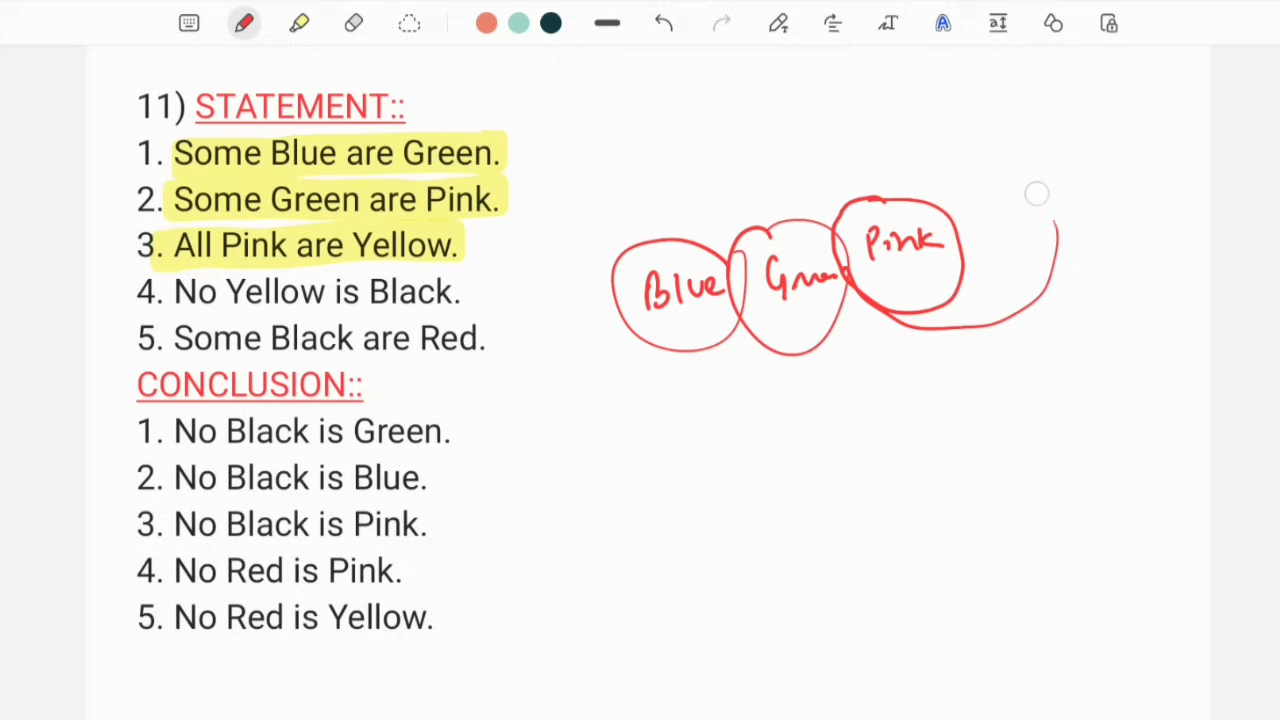 11) STATEMENT::
1. Some Blue are Green.
2. Some Green are Pink.
3. All Pink are Yellow.
4. No Yellow is Black.
5. Some Black are Red.
CONCLUSION::
1. No Black is Green.
2. No Black is Blue.
3. No Black is Pink.
4. No Red is Pink.
5. No Red is Yellow.
Blue Green Pink